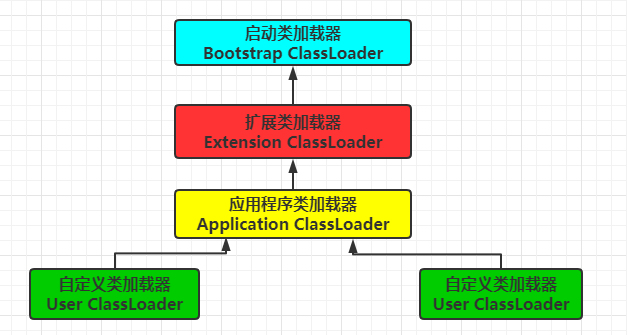 启动类加载器
Bootstrap ClassLoader
扩展类加载器
Extension ClassLoader
应用程序类加载器
Application ClassLoader
自定义类加载器
User ClassLoader
自定义类加载器
User ClassLoader